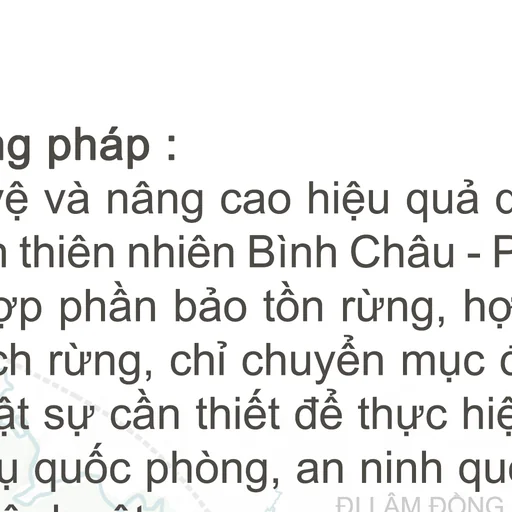 ng pháp :
vệ và nâng cao hiệu quả
thiên nhiên Bình Châu -
ợp phần bảo tồn rừng, hợ
ch rừng, chỉ chuyển mục
ật sự cần thiết để thực hiệ
ụ quốc phòng, an ninh quố
ĐI LÂM ĐỒNG